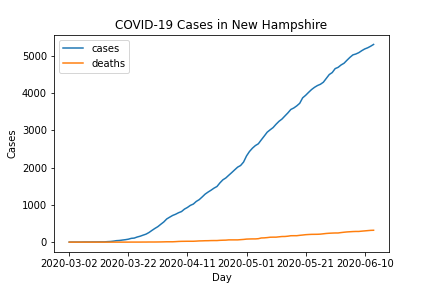 COVID-19 Cases in New Hampshire
cases
deaths
5000
4000
3000
2000
1000
0
Cases
2020-03-02 2020-03-22 2020-04-11 2020-05-01 2020-05-21 2020-06-10
Day